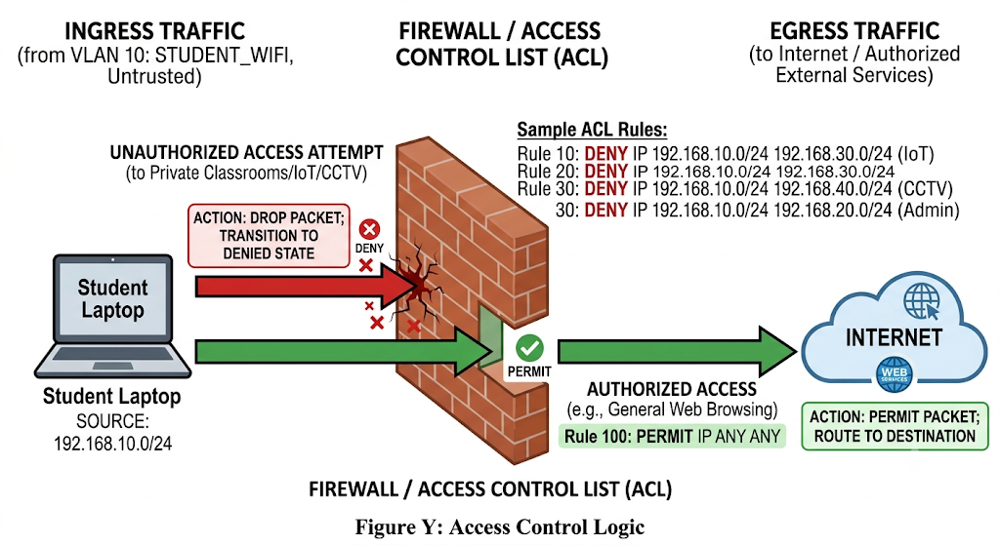 INGRESS TRAFFIC
(from VLAN 10: STUDENT_WIFI,
Untrusted)
FIREWALL / ACCESS
CONTROL LIST (ACL)
EGRESS TRAFFIC
(to Internet / Authorized
External Services)
UNAUTHORIZED ACCESS ATTEMPT
(to Private Classrooms/IoT/CCTV)
Sample ACL Rules:
Rule 10: DENY IP 192.168.10.0/24 192.168.30.0/24 (IoT)
Rule 20: DENY IP 192.168.10.0/24 192.168.30.0/24
Rule 30: DENY IP 192.168.10.0/24 192.168.40.0/24 (CCTV)
30: DENY IP 192.168.10.0/24 192.168.20.0/24 (Admin)
ACTION: DROP PACKET;
TRANSITION TO
DENIED STATE
DENY
Student
Laptop
Student Laptop
SOURCE:
192.168.10.0/24
PERMIT
AUTHORIZED ACCESS
(e.g., General Web Browsing)
Rule 100: PERMIT IP ANY ANY
INTERNET
WEB
SERVICES
ACTION: PERMIT PACKET;
ROUTE TO DESTINATION
FIREWALL / ACCESS CONTROL LIST (ACL)
Figure Y: Access Control Logic